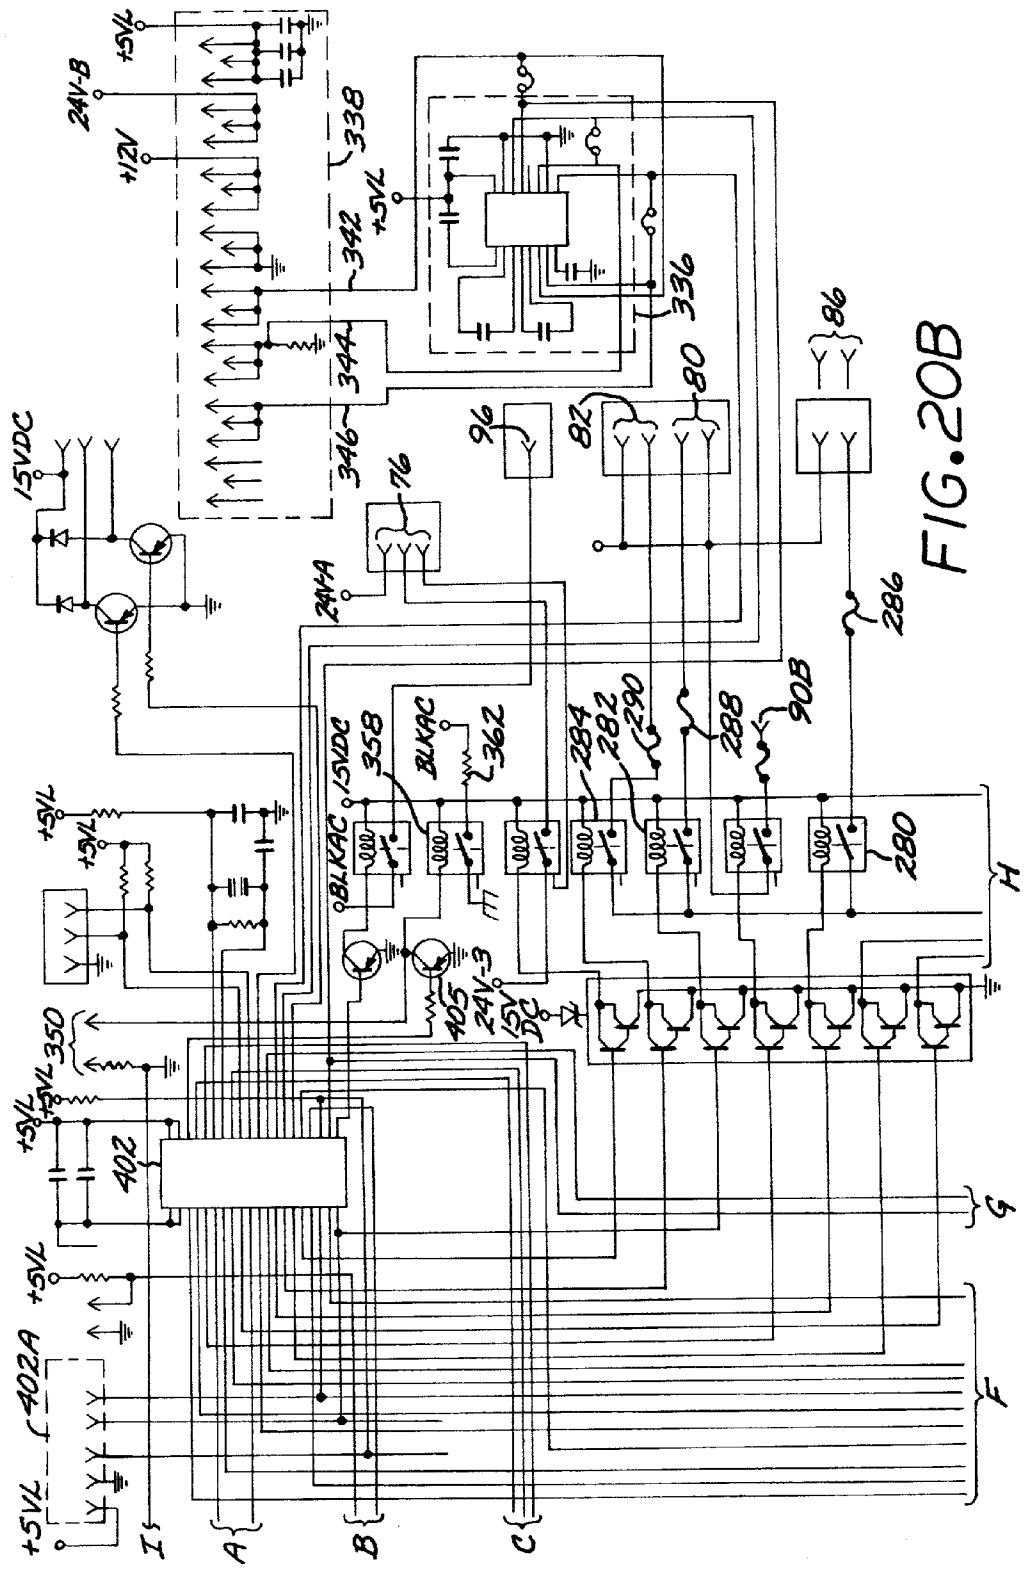 +5VL
402A
+5VL
+5VL
+5VL
350
402
+5VL
+5VL
15VDC
24V-B
+12V
+5VL
338
342
344
346
+5VL
336
76
24V-A
96
82
80
86
BLKAC
15VDC
358
BLKAC
362
405
24V-3
15V
DC
284
282
290
288
90B
286
280
I
A
B
C
F
G
H
FIG.20B